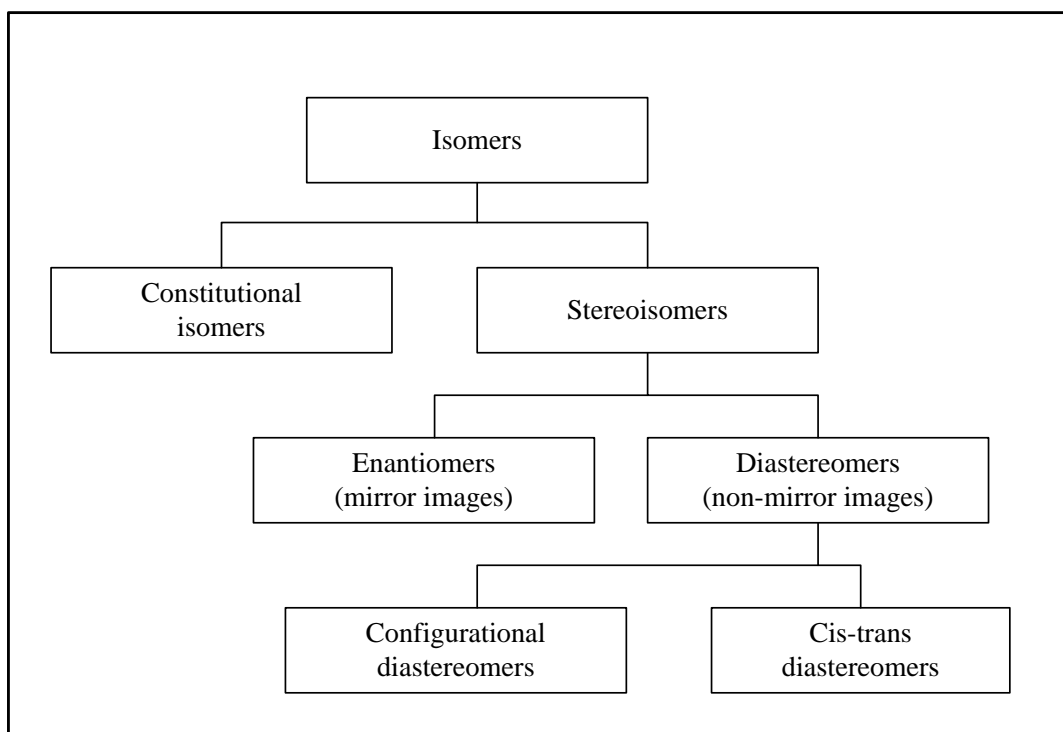 Isomers
Constitutional
isomers
Stereoisomers
Enantiomers
(mirror images)
Diastereomers
(non-mirror images)
Configurational
diastereomers
Cis-trans
diastereomers